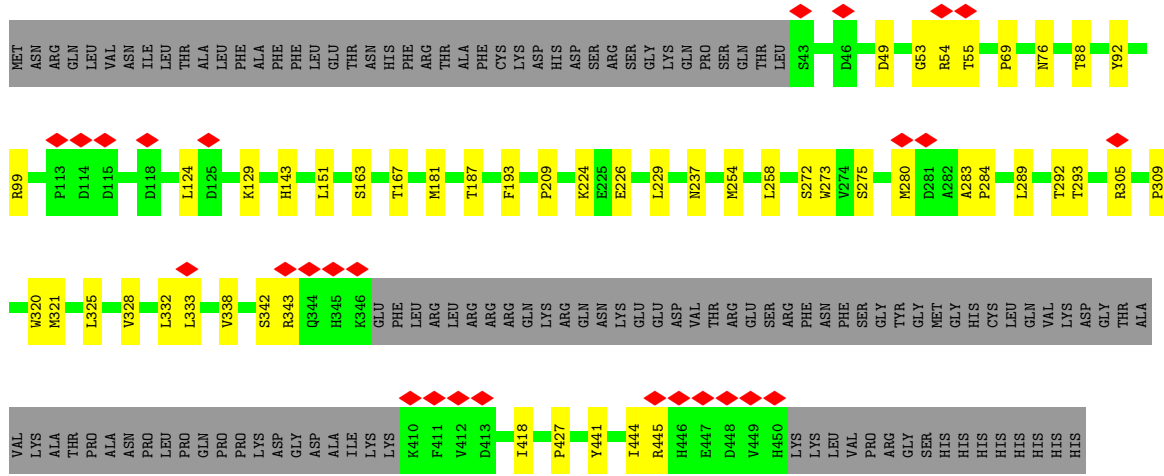 MET ASN ARG GLN LEU VAL ASN ILE LEU THR ALA LEU PHE ALA PHE PHE LEU GLU THR ASN HIS PHE ARG THR ALA PHE CYS LYS ASP HIS ASP SER ARG SER GLY LYS GLN PRO SER GLN THR LEU S43 D46 D49 G53 R54 T55 P69 N76 T88 Y92
R99 P113 D114 D115 D118 L124 D125 K129 H143 L151 S163 T167 M181 T187 F193 P209 K224 E225 E226 L229 N237 M254 L258 S272 W273 V274 S275 M280 D281 A282 A283 P284 L289 T292 T293 R305 P309
W320 M321 L325 V328 L332 L333 V338 S342 R343 Q344 H345 K346 GLU PHE LEU ARG LEU ARG ARG ARG GLN LYS ARG GLN ASN LYS GLU GLU ASP VAL THR ARG GLU SER ARG PHE ASN PHE SER GLY TYR GLY MET GLY HIS CYS LEU GLN VAL LYS ASP GLY THR ALA
VAL LYS ALA THR PRO ALA ASN PRO LEU PRO GLN PRO PRO LYS ASP GLY ASP ALA ILE LYS LYS K410 F411 V412 D413 I418 P427 Y441 I444 R445 H446 E447 D448 V449 H450 LYS LYS LEU VAL PRO ARG GLY SER HIS HIS HIS HIS HIS HIS HIS HIS HIS HIS